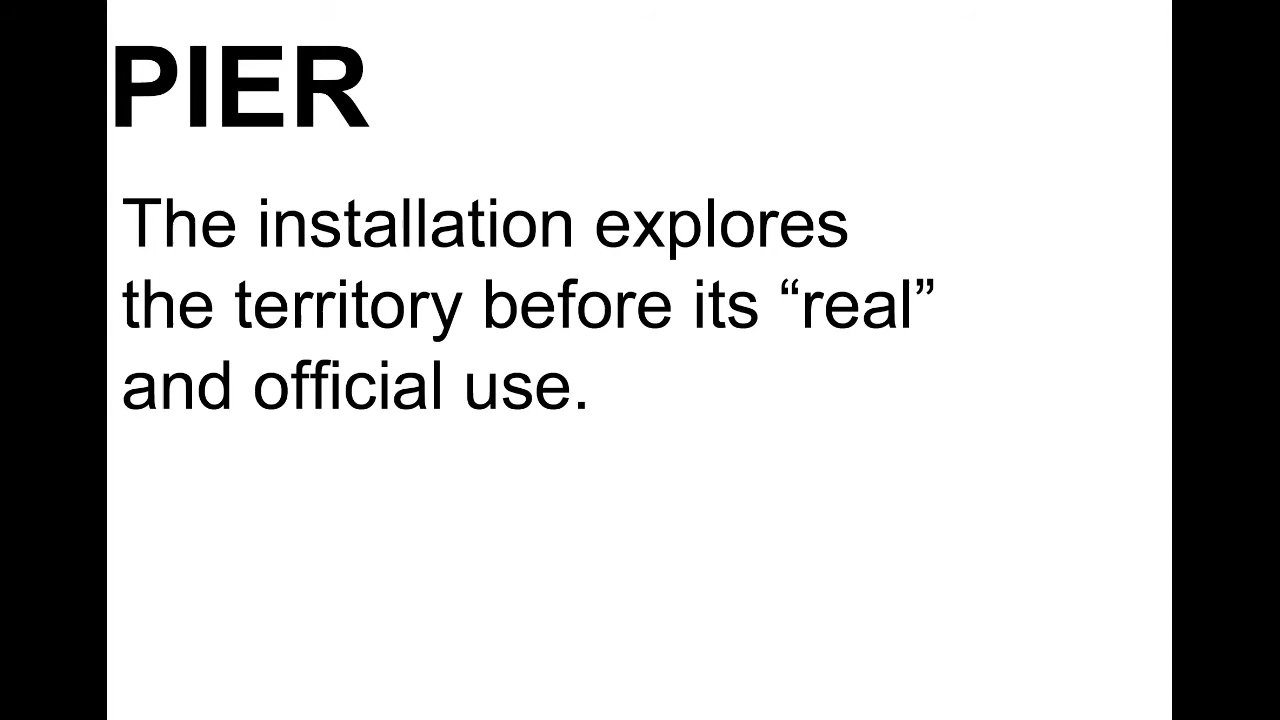 PIER
The installation explores
the territory before its “real”
and official use.